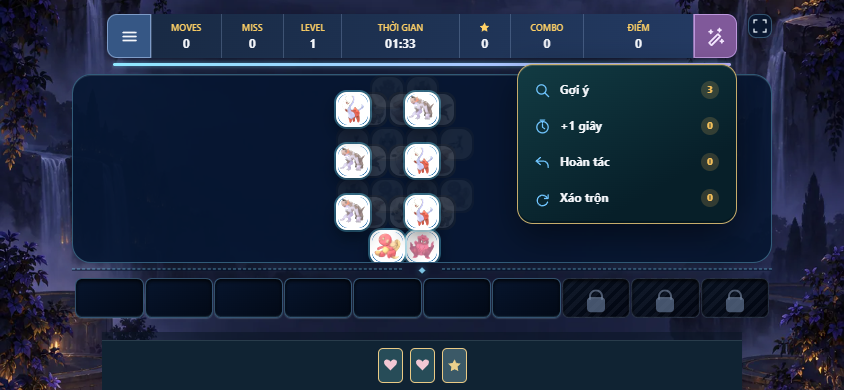 MOVES MISS LEVEL THỜI GIAN COMBO ĐIỂM
0 0 1 01:33 0 0 0
Gợi ý 3
+1 giây 0
Hoàn tác 0
Xáo trộn 0